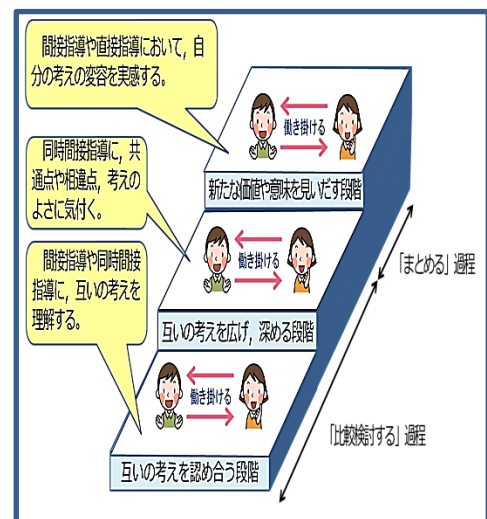 間接指導や直接指導において，自
分の考えの変容を実感する。
働き掛ける
新たな価値や意味を見いだす段階
同時間接指導に，共
通点や相違点，考えの
よさに気付く。
働き掛ける
互いの考えを広げ，深める段階
「まとめる」過程
間接指導や同時間接
指導に，互いの考えを
理解する。
働き掛ける
互いの考えを認め合う段階
「比較検討する」過程